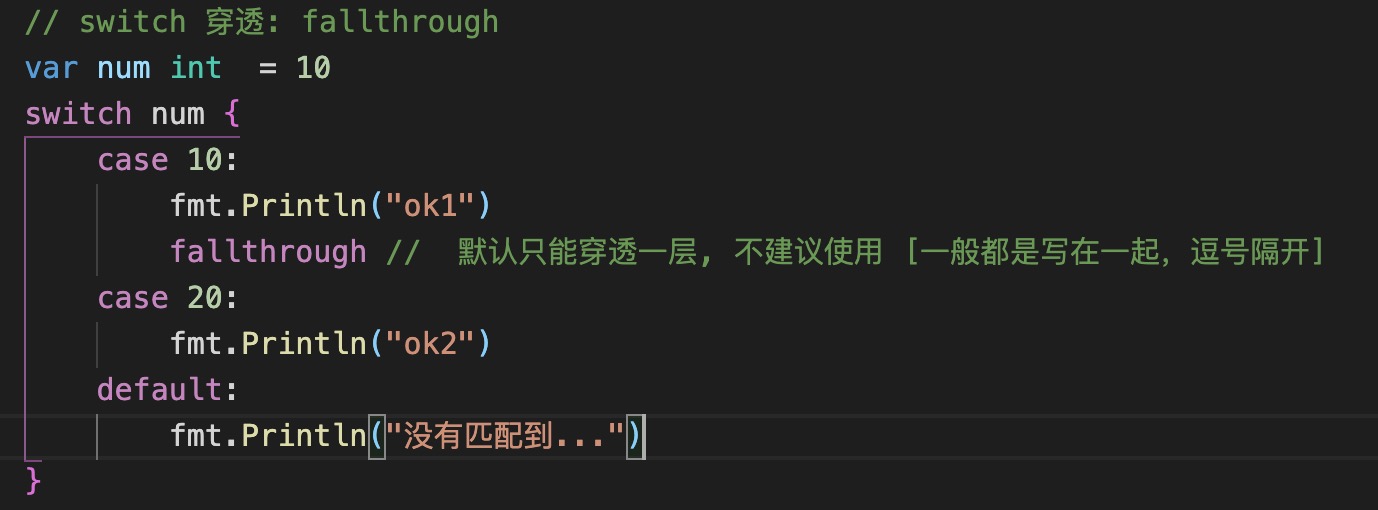 // switch 穿透: fallthrough
var num int  = 10
switch num {
    case 10:
        fmt.Println("ok1")
        fallthrough //  默认只能穿透一层, 不建议使用 [一般都是写在一起，逗号隔开]
    case 20:
        fmt.Println("ok2")
    default:
        fmt.Println("没有匹配到...")
}